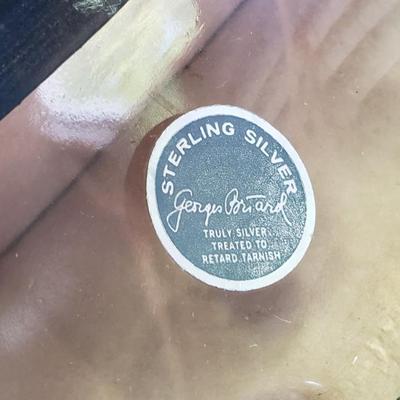 STERLING SILVER
Georges Briard
TRULY SILVER...
TREATED TO
RETARD TARNISH